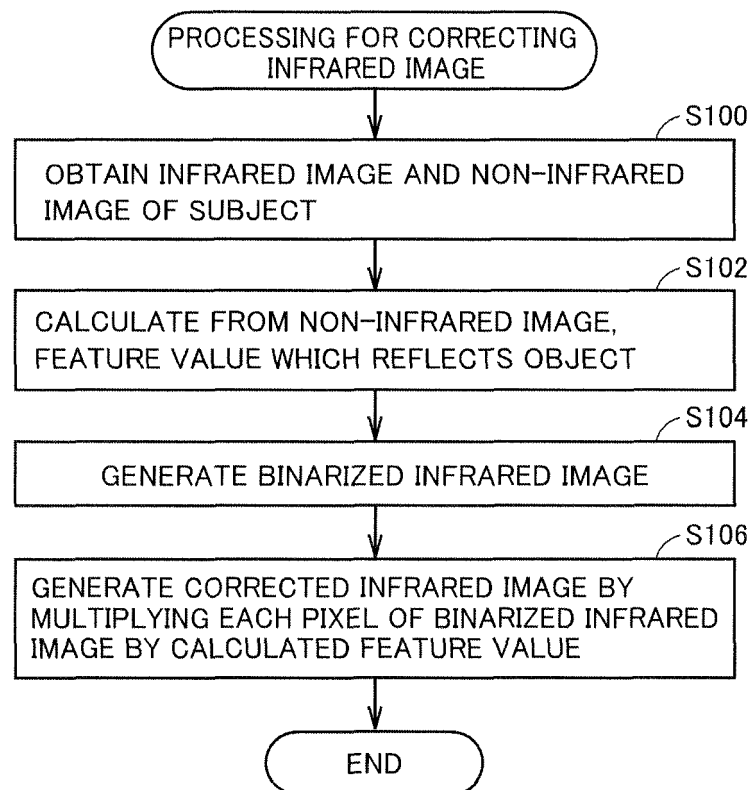 PROCESSING FOR CORRECTING
INFRARED IMAGE
S100
OBTAIN INFRARED IMAGE AND NON-INFRARED
IMAGE OF SUBJECT
S102
CALCULATE FROM NON-INFRARED IMAGE,
FEATURE VALUE WHICH REFLECTS OBJECT
S104
GENERATE BINARIZED INFRARED IMAGE
S106
GENERATE CORRECTED INFRARED IMAGE BY
MULTIPLYING EACH PIXEL OF BINARIZED INFRARED
IMAGE BY CALCULATED FEATURE VALUE
END